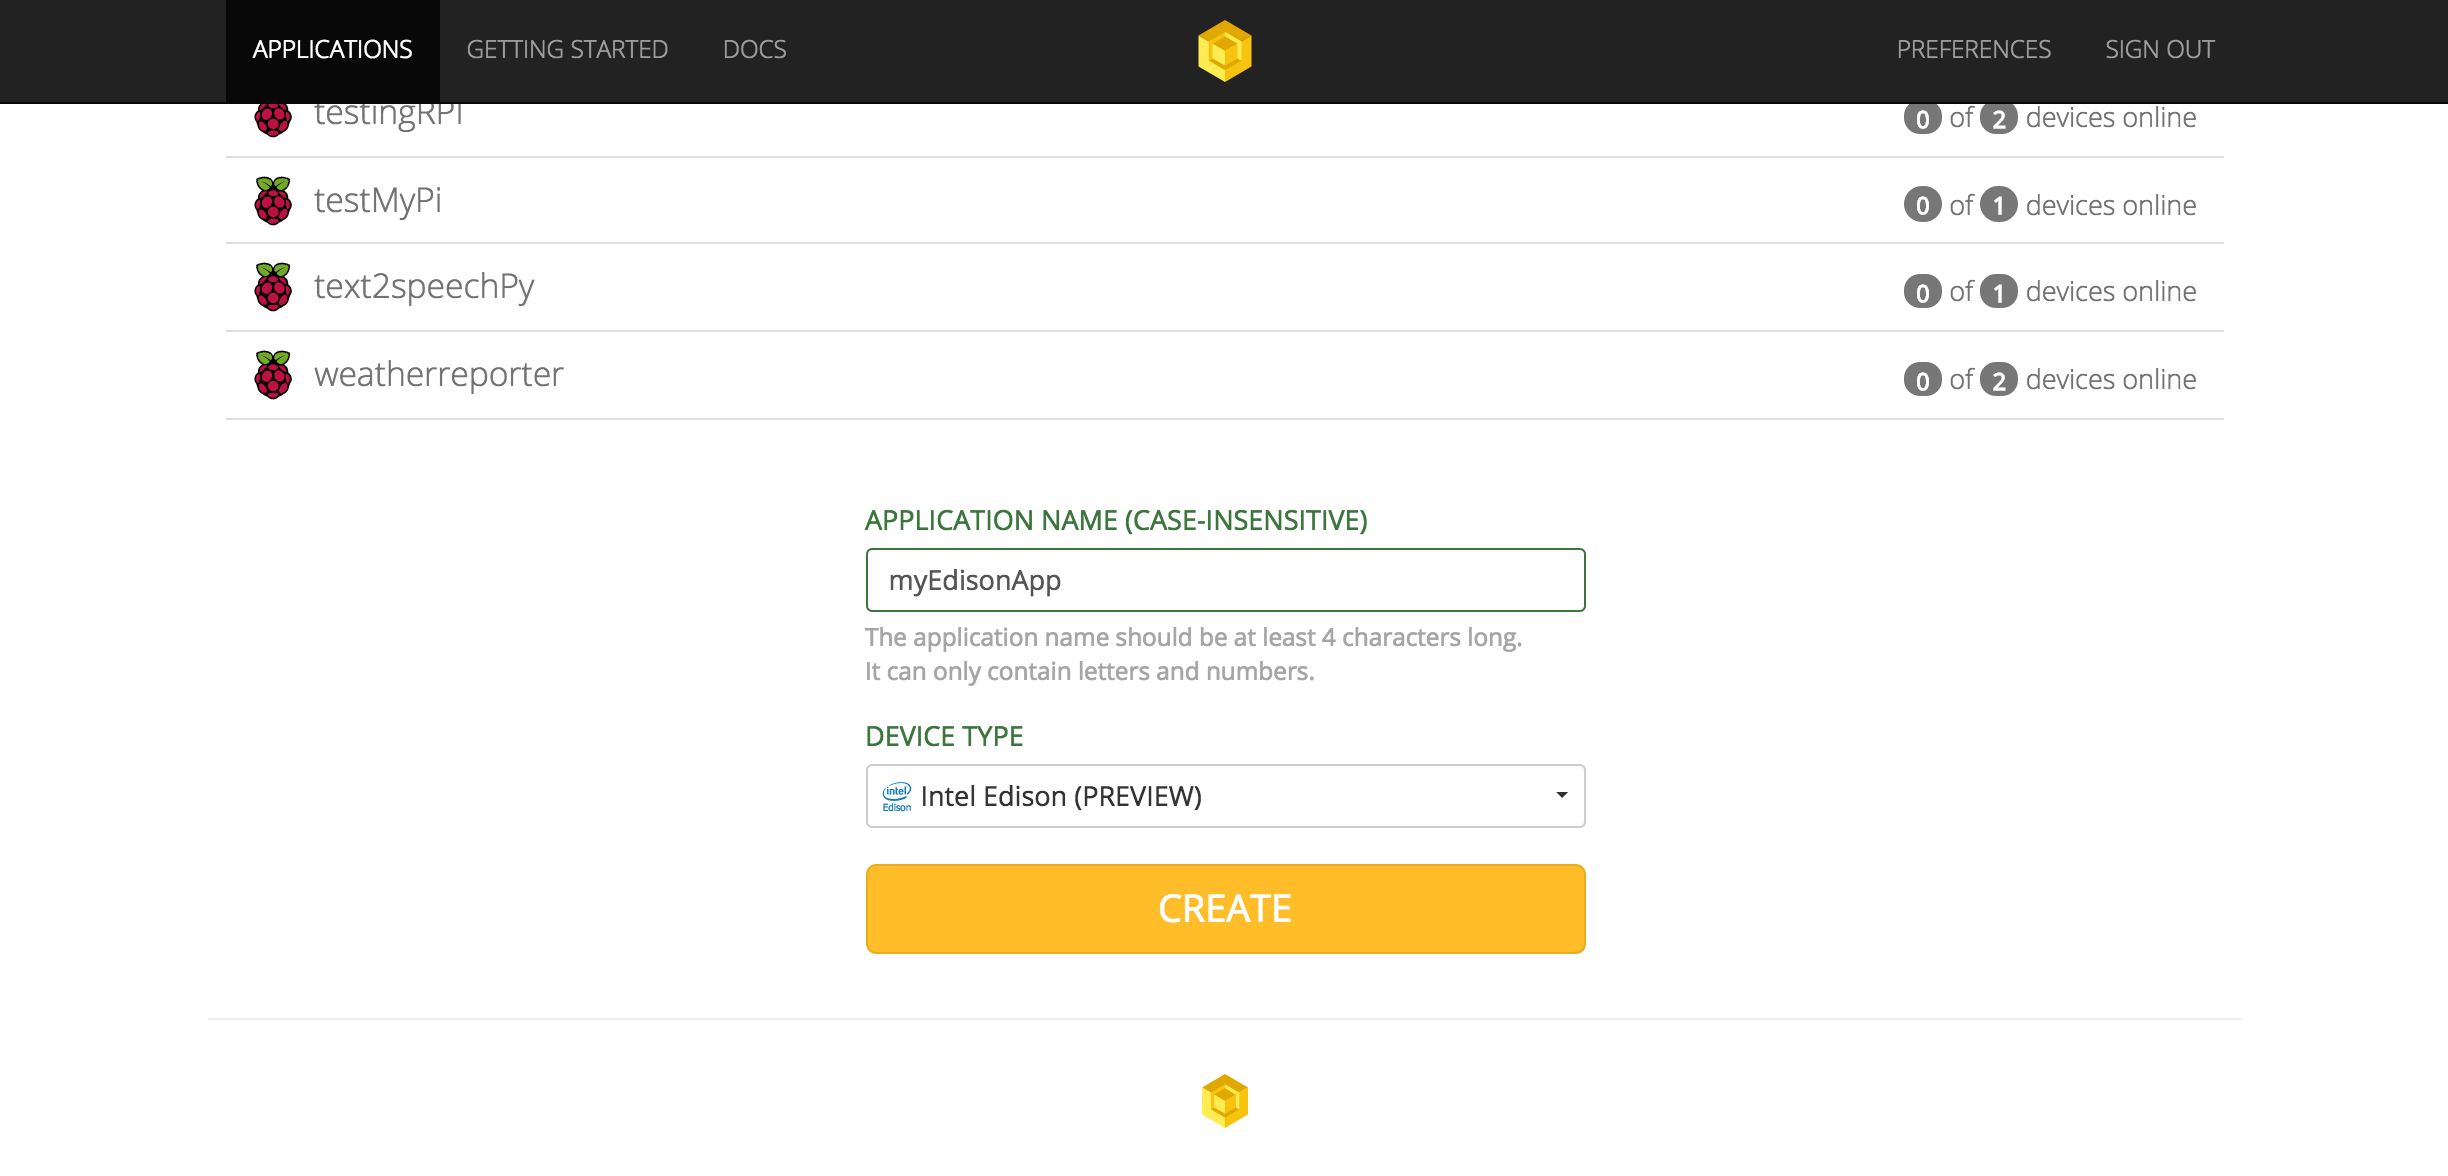 APPLICATIONS GETTING STARTED DOCS PREFERENCES SIGN OUT
testingRPi 0 of 2 devices online
testMyPi 0 of 1 devices online
text2speechPy 0 of 1 devices online
weatherreporter 0 of 2 devices online
APPLICATION NAME (CASE-INSENSITIVE)
myEdisonApp
The application name should be at least 4 characters long.
It can only contain letters and numbers.
DEVICE TYPE
intel Edison Intel Edison (PREVIEW)
CREATE